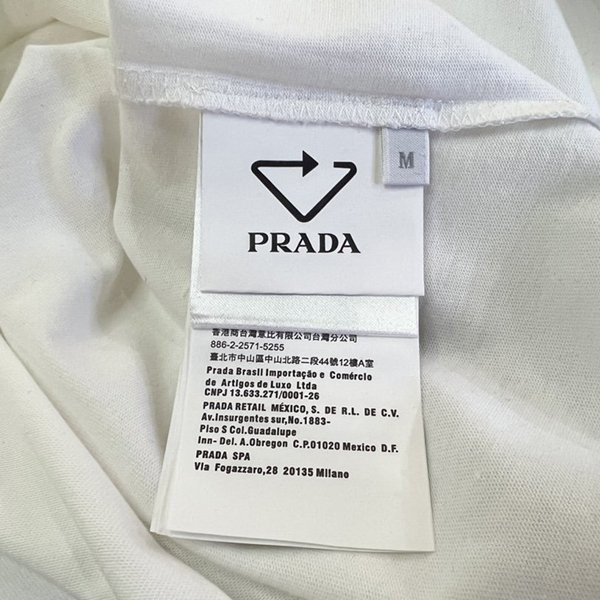 M
PRADA
香港商台灣意比有限公司台灣分公司
886-2-2571-5255
臺北市中山區中山北路二段44號12樓A室
Prada Brasil Importação e Comércio
de Artigos de Luxo Ltda
CNPJ 13.633.271/0001-26
PRADA RETAIL MÉXICO, S. DE R.L. DE C.V.
Av.Insurgentes sur,No.1883-
Piso S Col.Guadalupe
Inn- Del. A.Obregon C.P.01020 Mexico D.F.
PRADA SPA
Via Fogazzaro,28 20135 Milano